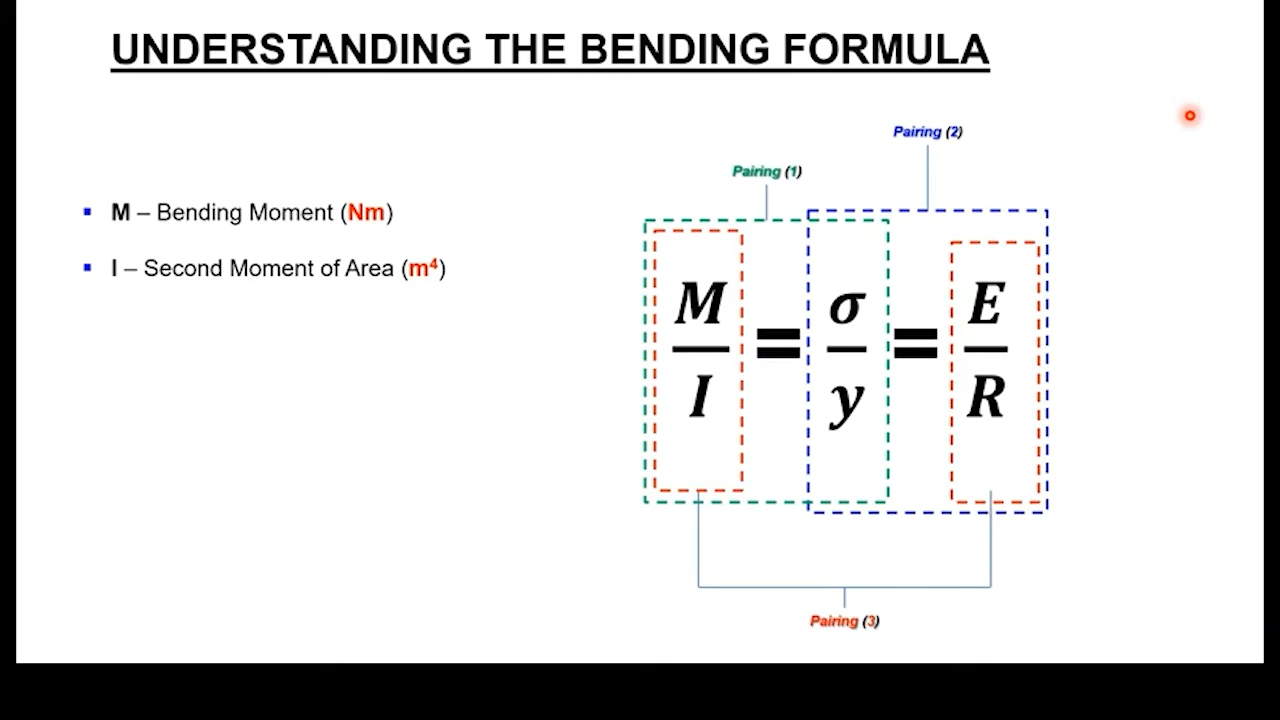 UNDERSTANDING THE BENDING FORMULA
Pairing (2)
Pairing (1)
M – Bending Moment (Nm)
I – Second Moment of Area (m⁴)
M/I = σ/y = E/R
Pairing (3)